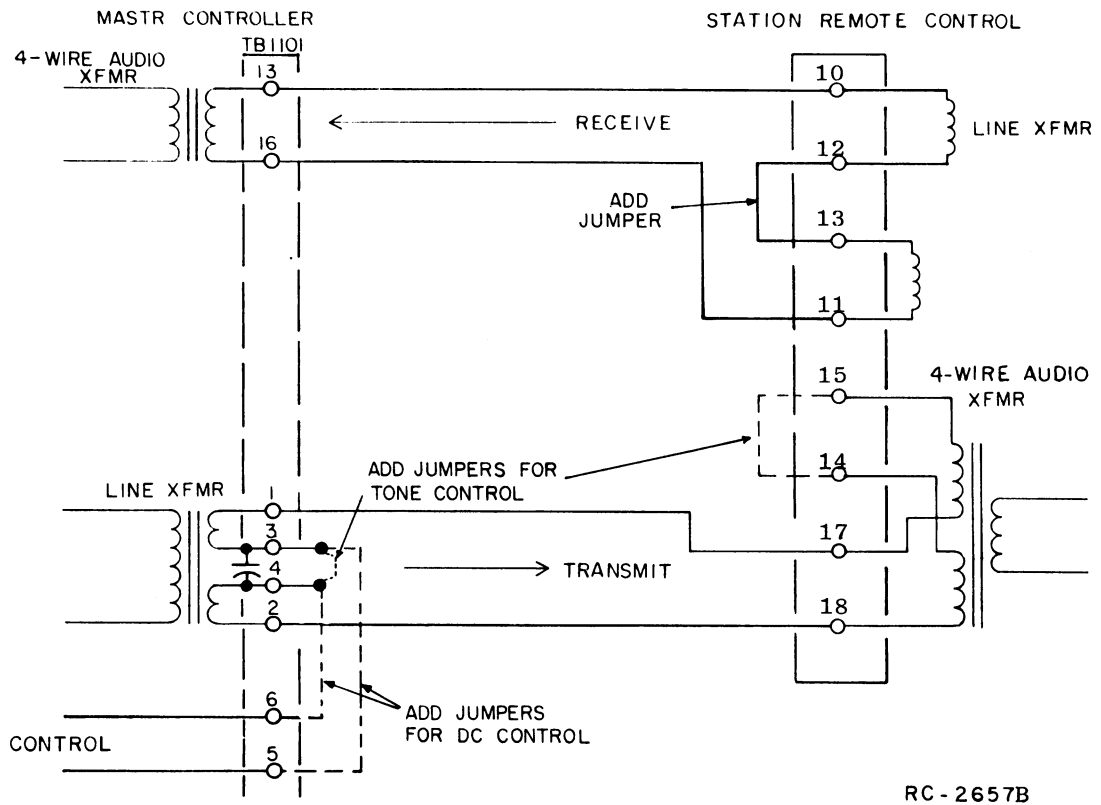 MASTR CONTROLLER
STATION REMOTE CONTROL
TB1101
4-WIRE AUDIO
XFMR
13
10
RECEIVE
LINE XFMR
16
12
ADD
JUMPER
13
11
15
4-WIRE AUDIO
XFMR
ADD JUMPERS FOR
TONE CONTROL
14
LINE XFMR
1
3
17
4
TRANSMIT
2
18
6
ADD JUMPERS
FOR DC CONTROL
CONTROL
5
RC-2657B